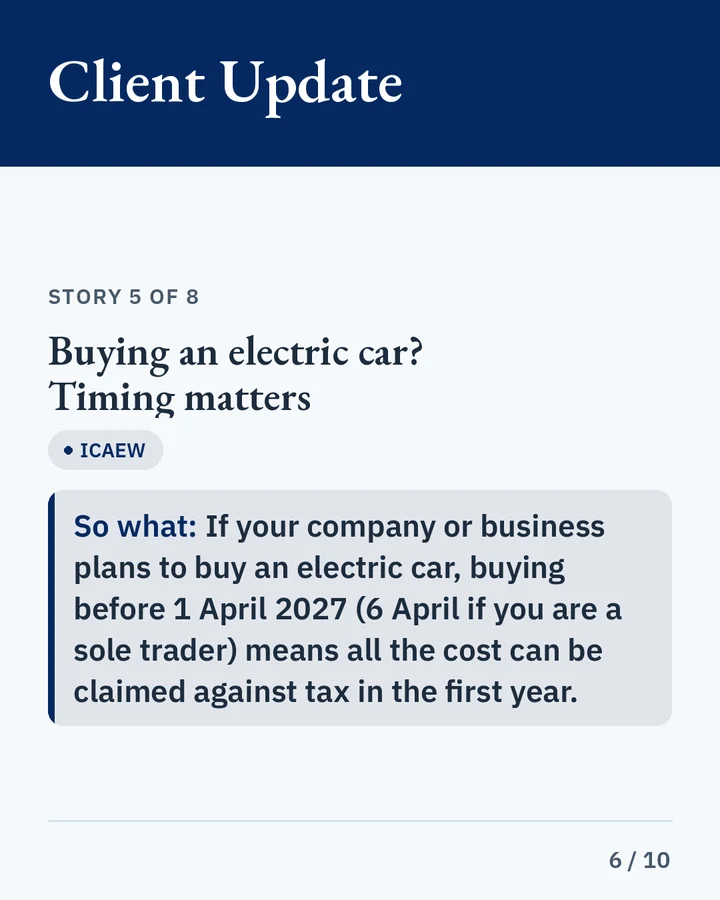 Client Update
STORY 5 OF 8
Buying an electric car?
Timing matters
• ICAEW
So what: If your company or business
plans to buy an electric car, buying
before 1 April 2027 (6 April if you are a
sole trader) means all the cost can be
claimed against tax in the first year.
6 / 10